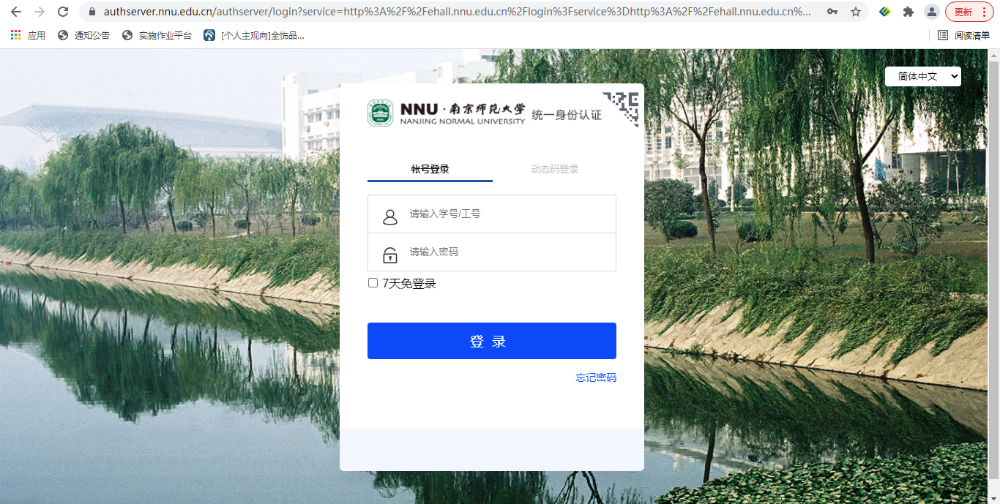 authserver.nnu.edu.cn/authserver/login?service=http%3A%2F%2Fehall.nnu.edu.cn%2Flogin%3Fservice%3Dhttp%3A%2F%2Fehall.nnu.edu.cn%...
更新
应用 通知公告 实施作业平台 [个人主观向]全饰品... 阅读清单
简体中文
NNU·南京师范大学 统一身份认证
NANJING NORMAL UNIVERSITY
帐号登录 动态码登录
请输入学号/工号
请输入密码
7天免登录
登 录
忘记密码